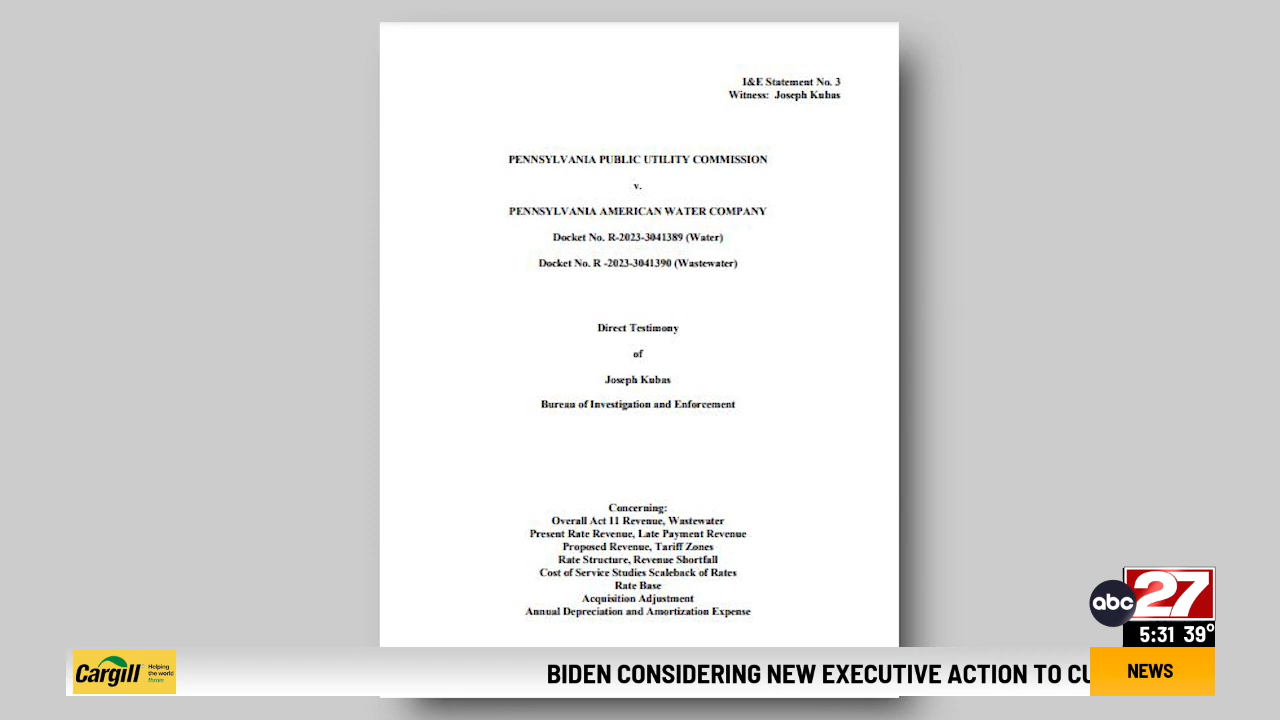 I&E Statement No. 3
Witness: Joseph Kubas
PENNSYLVANIA PUBLIC UTILITY COMMISSION
v.
PENNSYLVANIA AMERICAN WATER COMPANY
Docket No. R-2023-3041389 (Water)
Docket No. R -2023-3041390 (Wastewater)
Direct Testimony
of
Joseph Kubas
Bureau of Investigation and Enforcement
Concerning:
Overall Act 11 Revenue, Wastewater
Present Rate Revenue, Late Payment Revenue
Proposed Revenue, Tariff Zones
Rate Structure, Revenue Shortfall
Cost of Service Studies Scaleback of Rates
Rate Base
Acquisition Adjustment
Annual Depreciation and Amortization Expense
abc 27
5:31 39°
Cargill
Helping
the world
thrive
BIDEN CONSIDERING NEW EXECUTIVE ACTION TO CU
NEWS